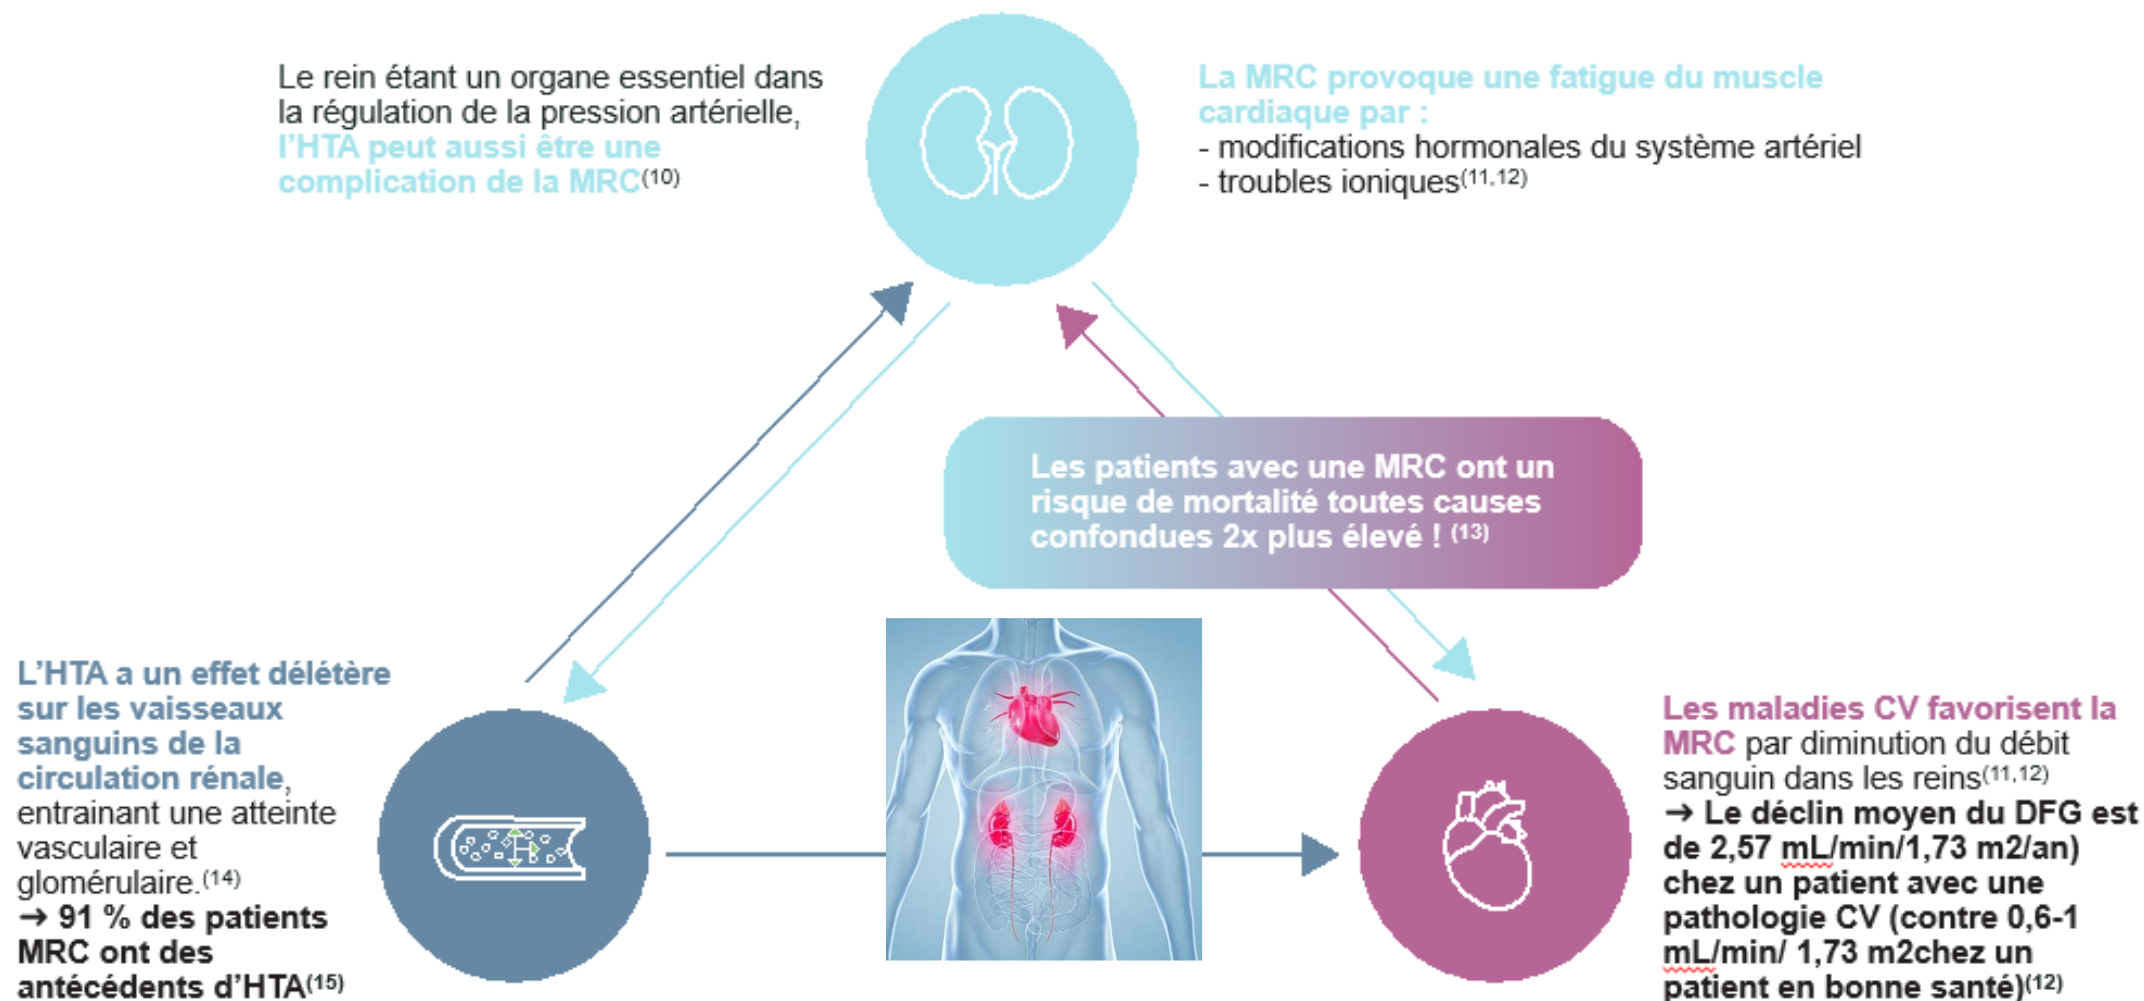 Le rein étant un organe essentiel dans
la régulation de la pression artérielle,
l'HTA peut aussi être une
complication de la MRC(10)
La MRC provoque une fatigue du muscle
cardiaque par :
- modifications hormonales du système artériel
- troubles ioniques(11,12)
Les patients avec une MRC ont un
risque de mortalité toutes causes
confondues 2x plus élevé ! (13)
L'HTA a un effet délétère
sur les vaisseaux
sanguins de la
circulation rénale,
entrainant une atteinte
vasculaire et
glomérulaire.(14)
→ 91 % des patients
MRC ont des
antécédents d'HTA(15)
Les maladies CV favorisent la
MRC par diminution du débit
sanguin dans les reins(11,12)
→ Le déclin moyen du DFG est
de 2,57 mL/min/1,73 m2/an)
chez un patient avec une
pathologie CV (contre 0,6-1
mL/min/ 1,73 m2chez un
patient en bonne santé)(12)